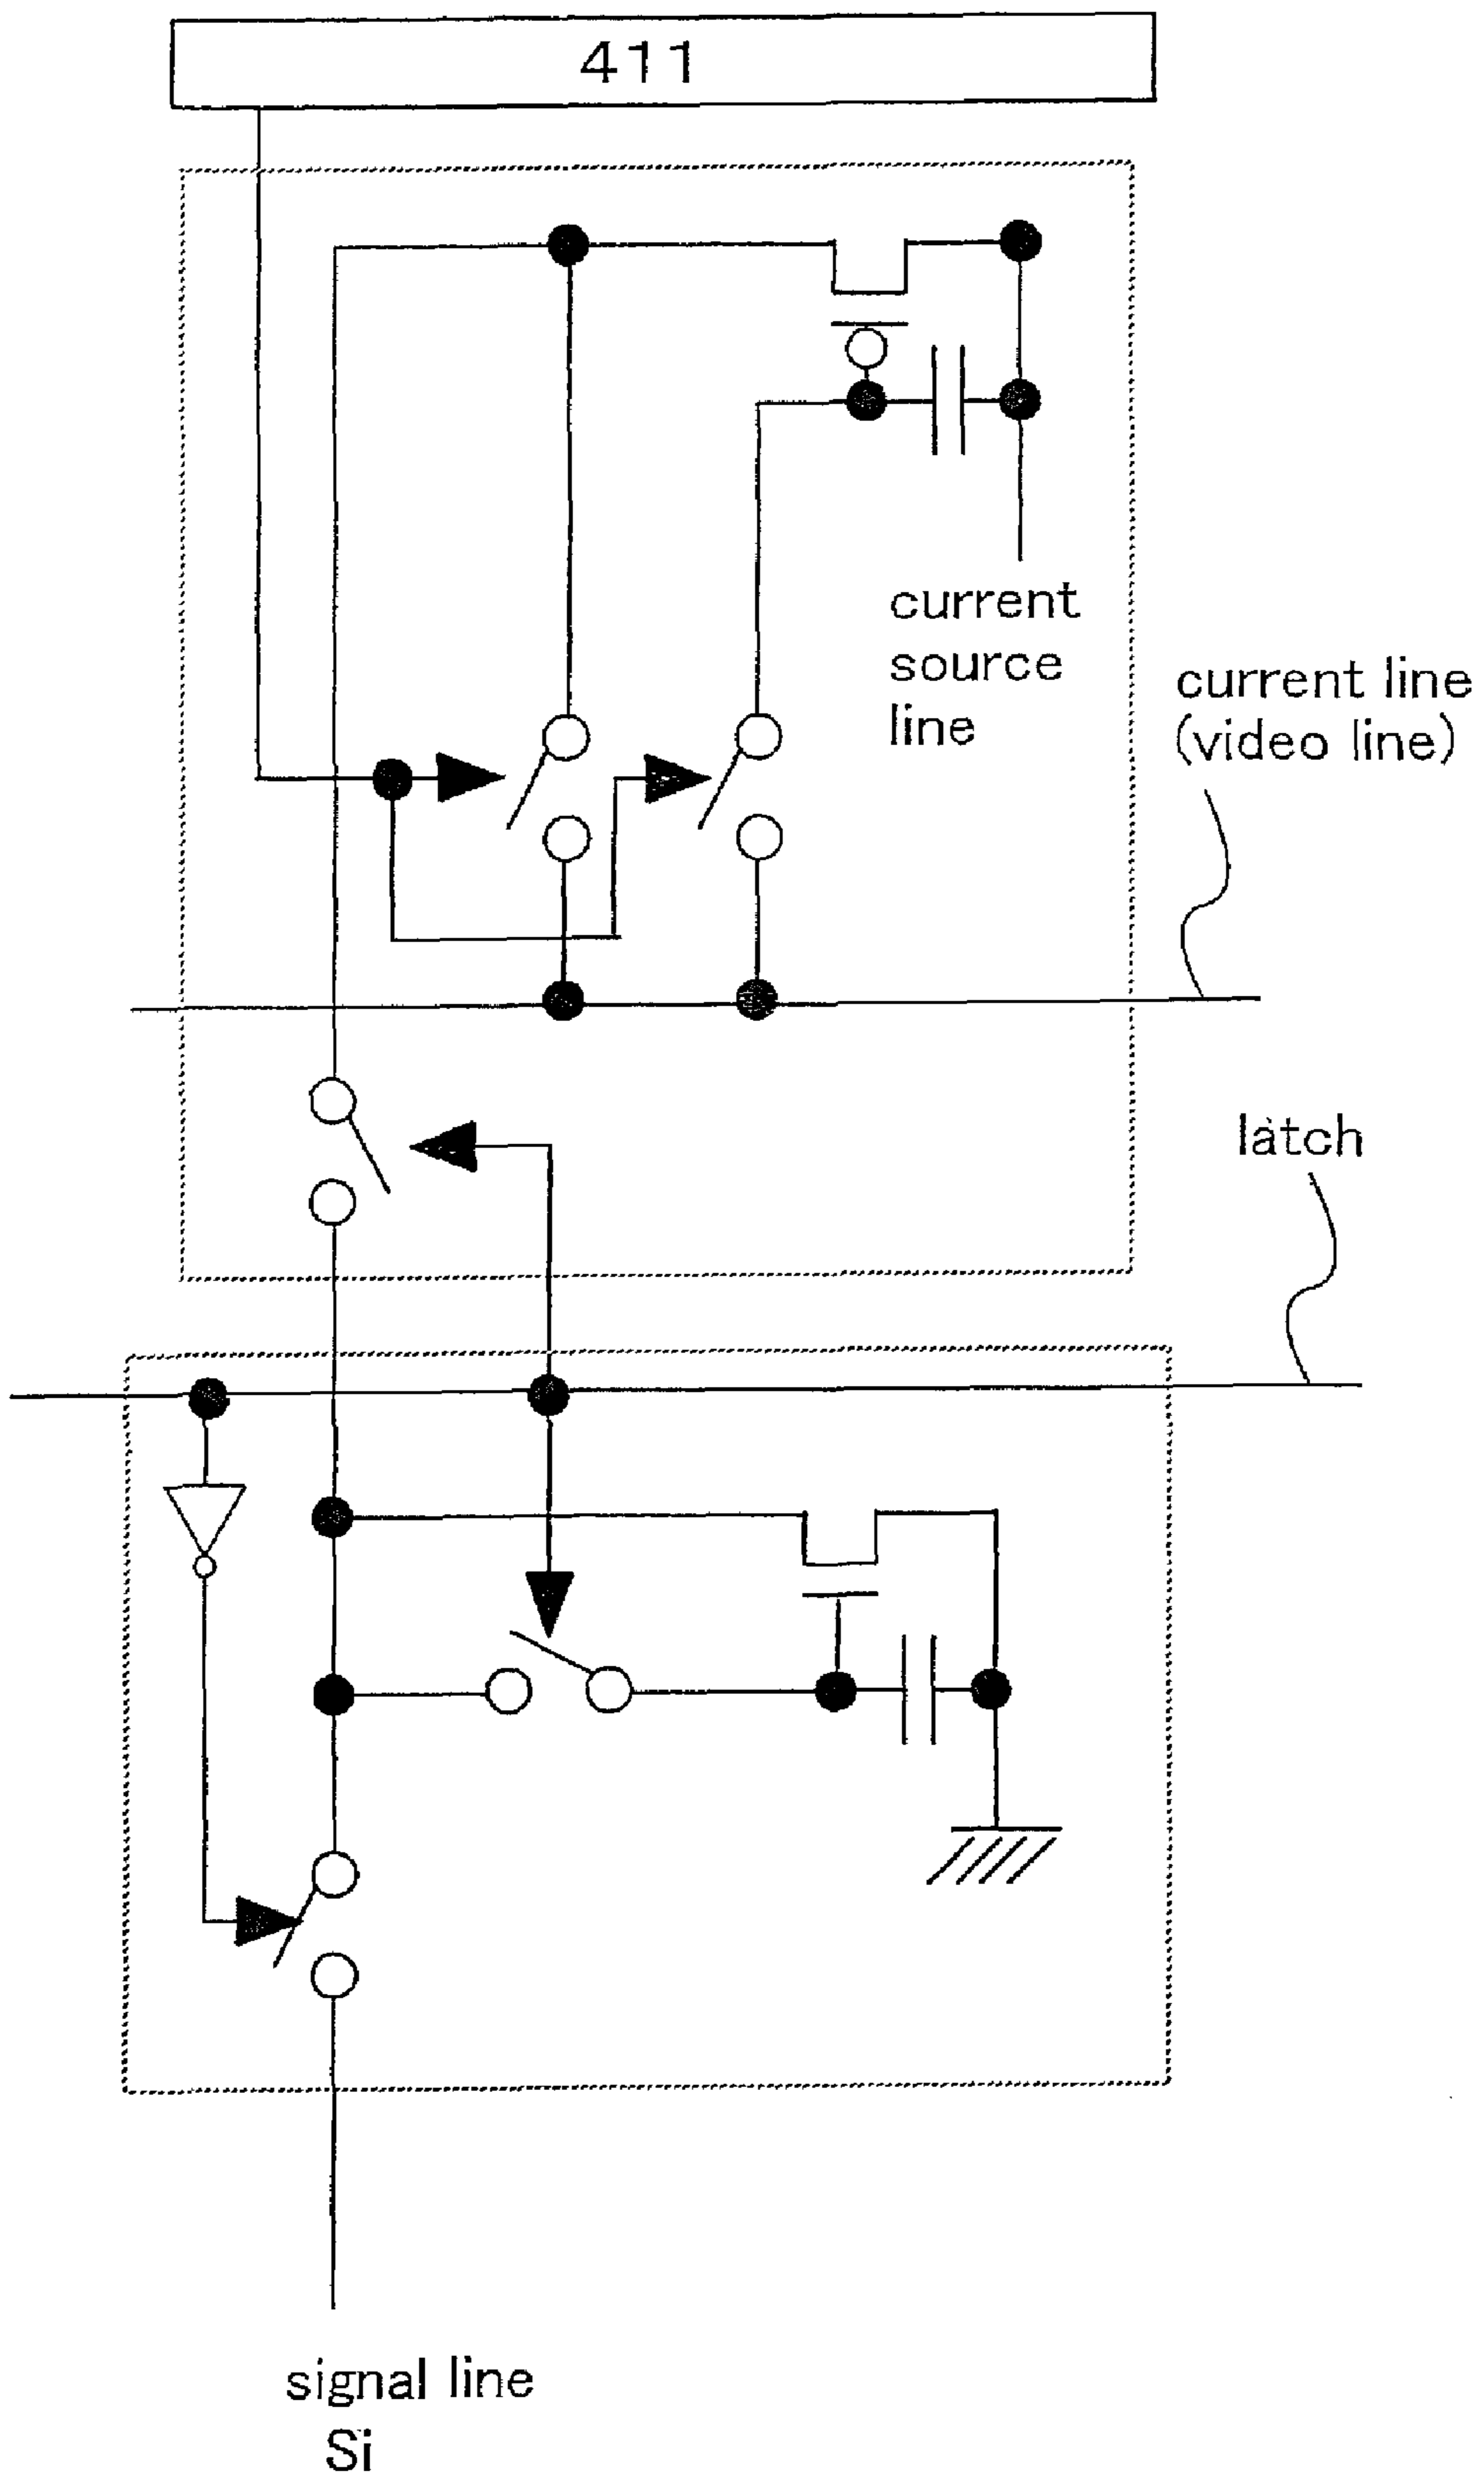 411
current
source
line
current line
(video line)
latch
signal line
Si